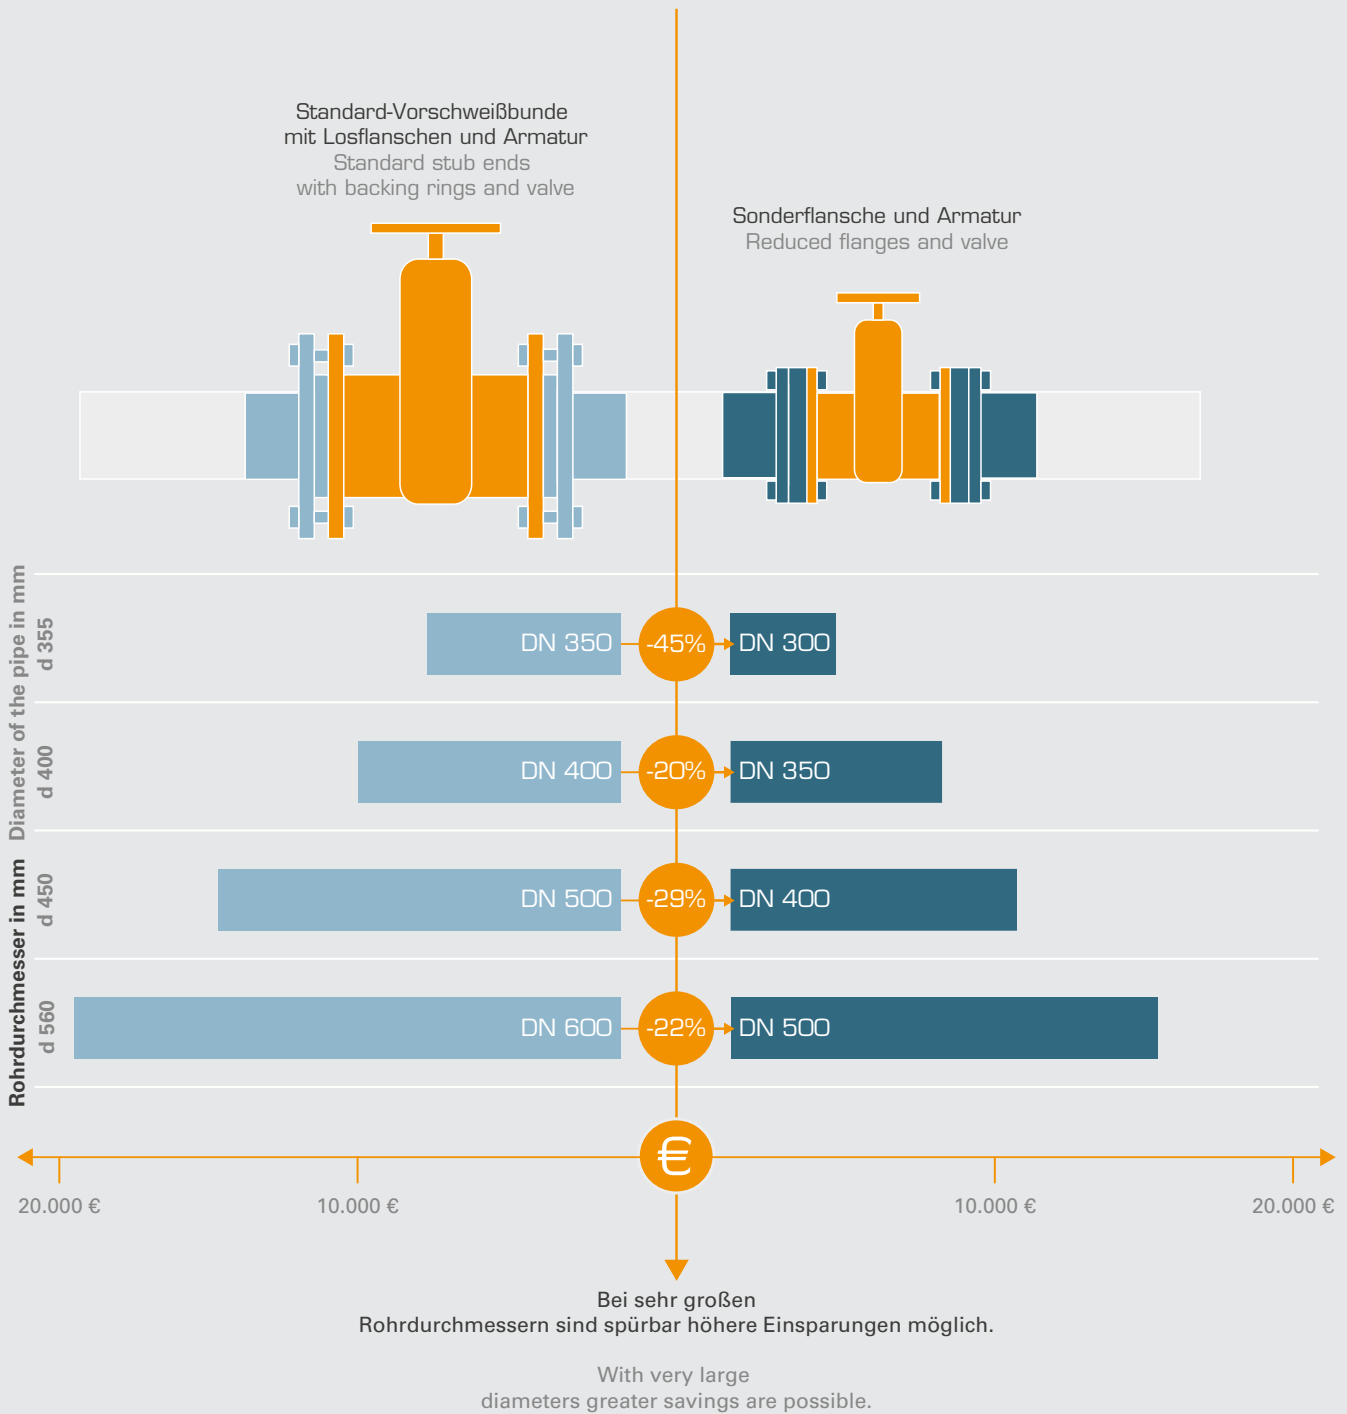 Standard-Vorschweißbunde
mit Losflanschen und Armatur
Standard stub ends
with backing rings and valve
Sonderflansche und Armatur
Reduced flanges and valve
Rohrdurchmesser in mm Diameter of the pipe in mm
d 355
DN 350
-45%
DN 300
d 400
DN 400
-20%
DN 350
d 450
DN 500
-29%
DN 400
d 560
DN 600
-22%
DN 500
€
20.000 €
10.000 €
10.000 €
20.000 €
Bei sehr großen
Rohrdurchmessern sind spürbar höhere Einsparungen möglich.
With very large
diameters greater savings are possible.